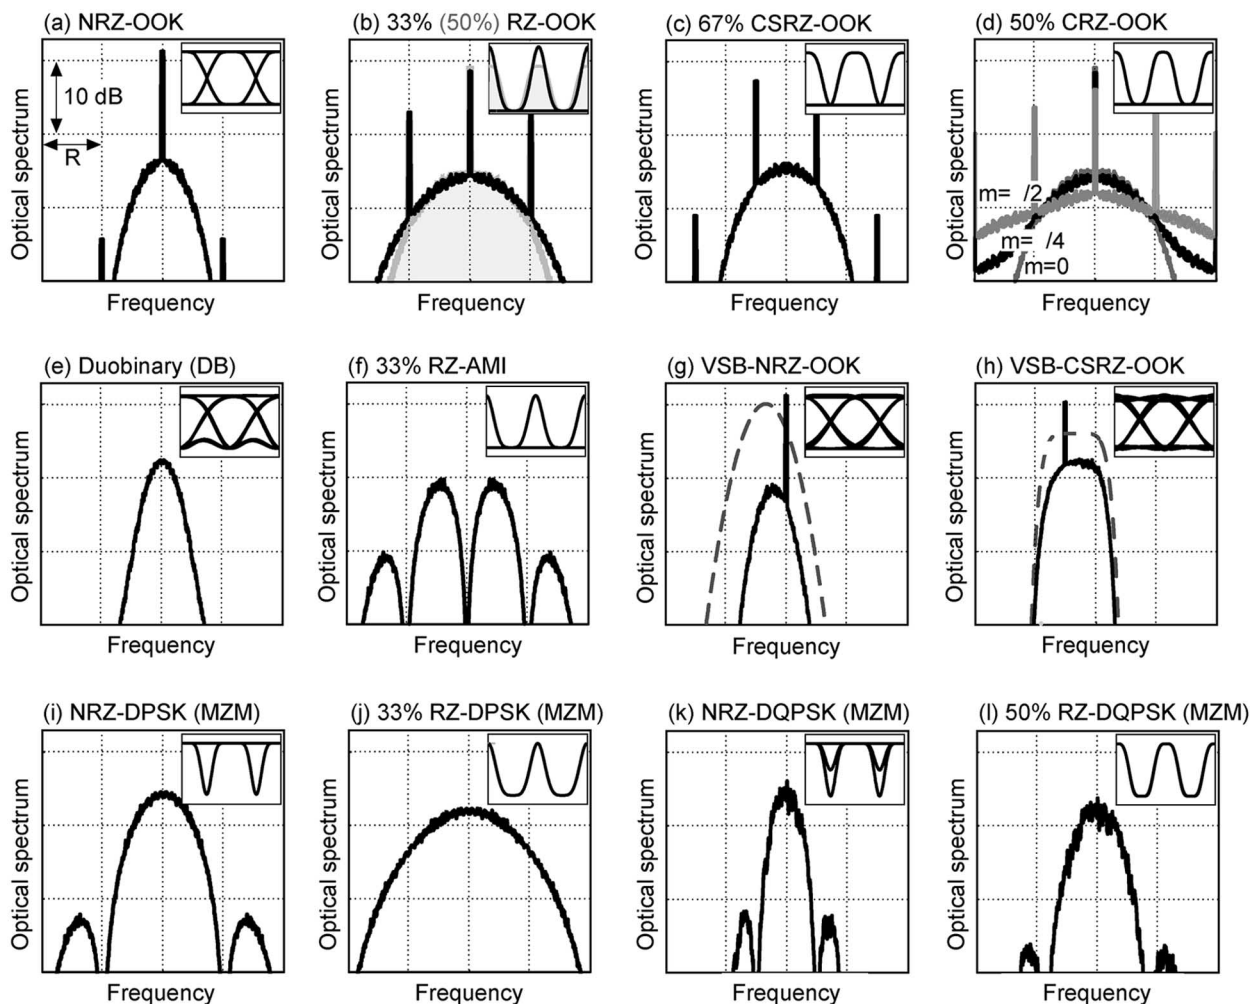 (a) NRZ-OOK
(b) 33% (50%) RZ-OOK
(c) 67% CSRZ-OOK
(d) 50% CRZ-OOK
Optical spectrum
10 dB
R
Frequency
Optical spectrum
Frequency
Optical spectrum
Frequency
Optical spectrum
m= /2
m= /4
m=0
Frequency
(e) Duobinary (DB)
(f) 33% RZ-AMI
(g) VSB-NRZ-OOK
(h) VSB-CSRZ-OOK
Optical spectrum
Frequency
Optical spectrum
Frequency
Optical spectrum
Frequency
Optical spectrum
Frequency
(i) NRZ-DPSK (MZM)
(j) 33% RZ-DPSK (MZM)
(k) NRZ-DQPSK (MZM)
(l) 50% RZ-DQPSK (MZM)
Optical spectrum
Frequency
Optical spectrum
Frequency
Optical spectrum
Frequency
Optical spectrum
Frequency